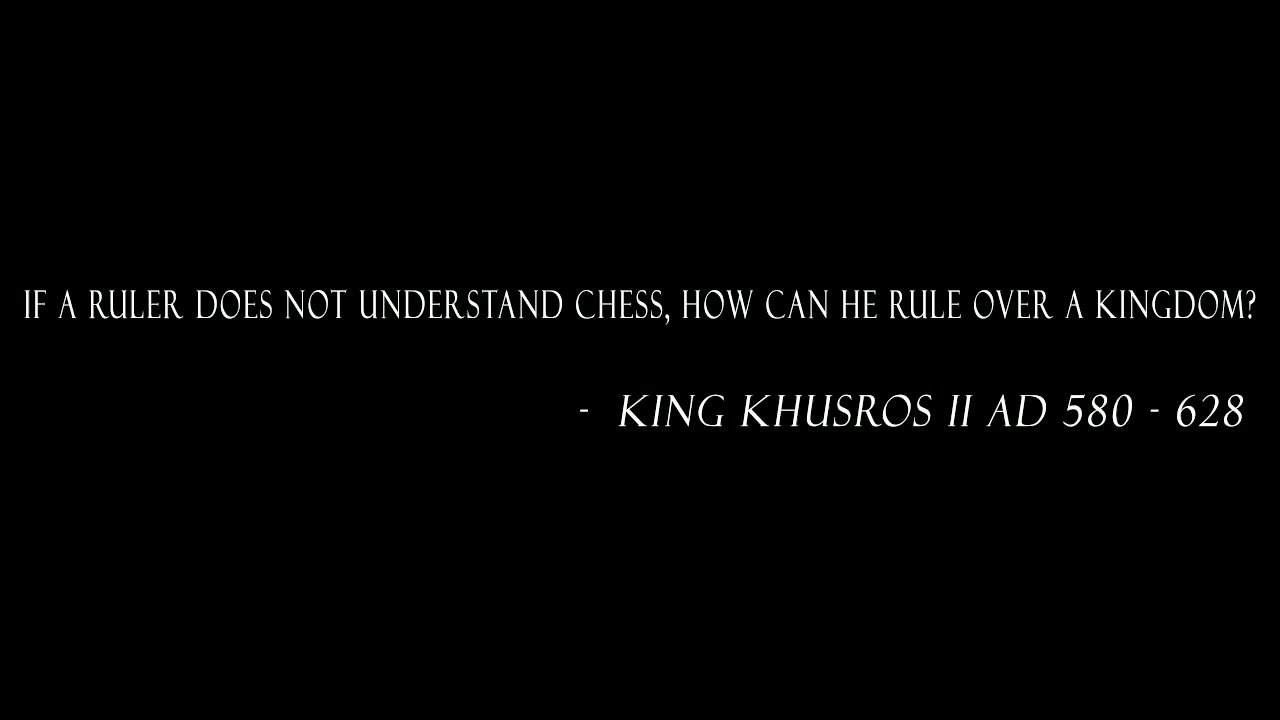 IF A RULER DOES NOT UNDERSTAND CHESS, HOW CAN HE RULE OVER A KINGDOM?
- KING KHUSROS II AD 580 - 628